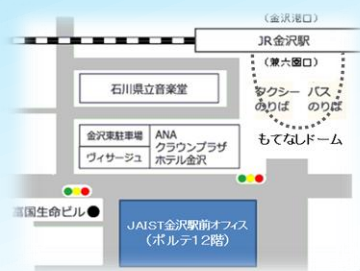 (金沢港口)
JR金沢駅
(兼六園口)
タクシー
のりば
バス
のりば
もてなしドーム
石川県立音楽堂
金沢東駐車場
ヴィサージュ
ANA
クラウンプラザ
ホテル金沢
富国生命ビル
JAIST金沢駅前オフィス
(ポルテ12階)